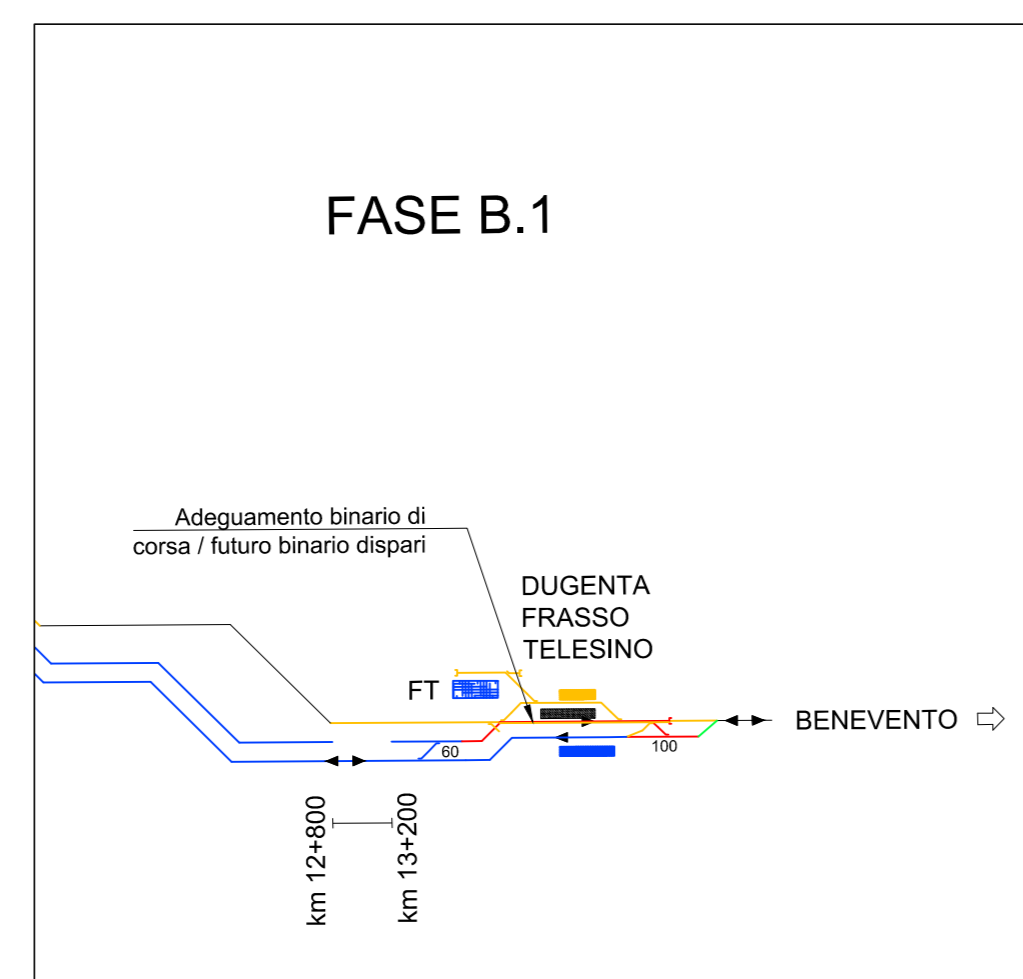 FASE B.1
Adeguamento binario di
corsa / futuro binario dispari
DUGENTA
FRASSO
TELESINO
FT
BENEVENTO
60
100
km 12+800
km 13+200